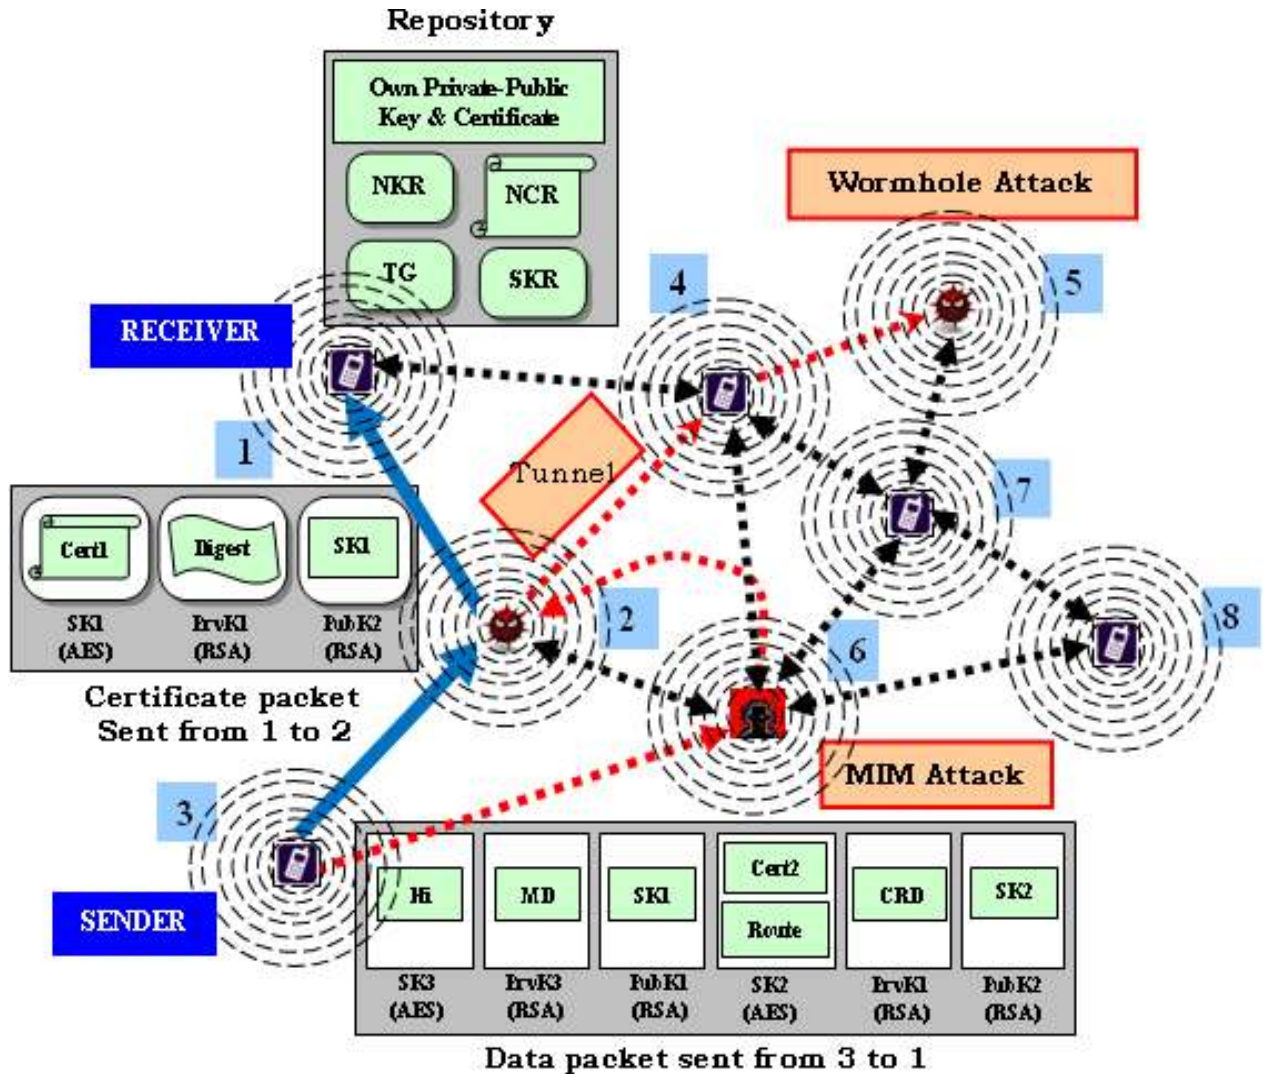 Repository
Own Private-Public
Key & Certificate
NKR
NCR
TG
SKR
Wormhole Attack
4
5
RECEIVER
1
Tunnel
7
Cert1
Digest
SK1
SK1
(AES)
PrvK1
(RSA)
PubK2
(RSA)
2
6
8
Certificate packet
Sent from 1 to 2
MIM Attack
3
SENDER
Hi
MD
SK1
Cert2
Route
CRD
SK2
SK3
(AES)
PrvK3
(RSA)
PubK1
(RSA)
SK2
(AES)
PrvK1
(RSA)
PubK2
(RSA)
Data packet sent from 3 to 1